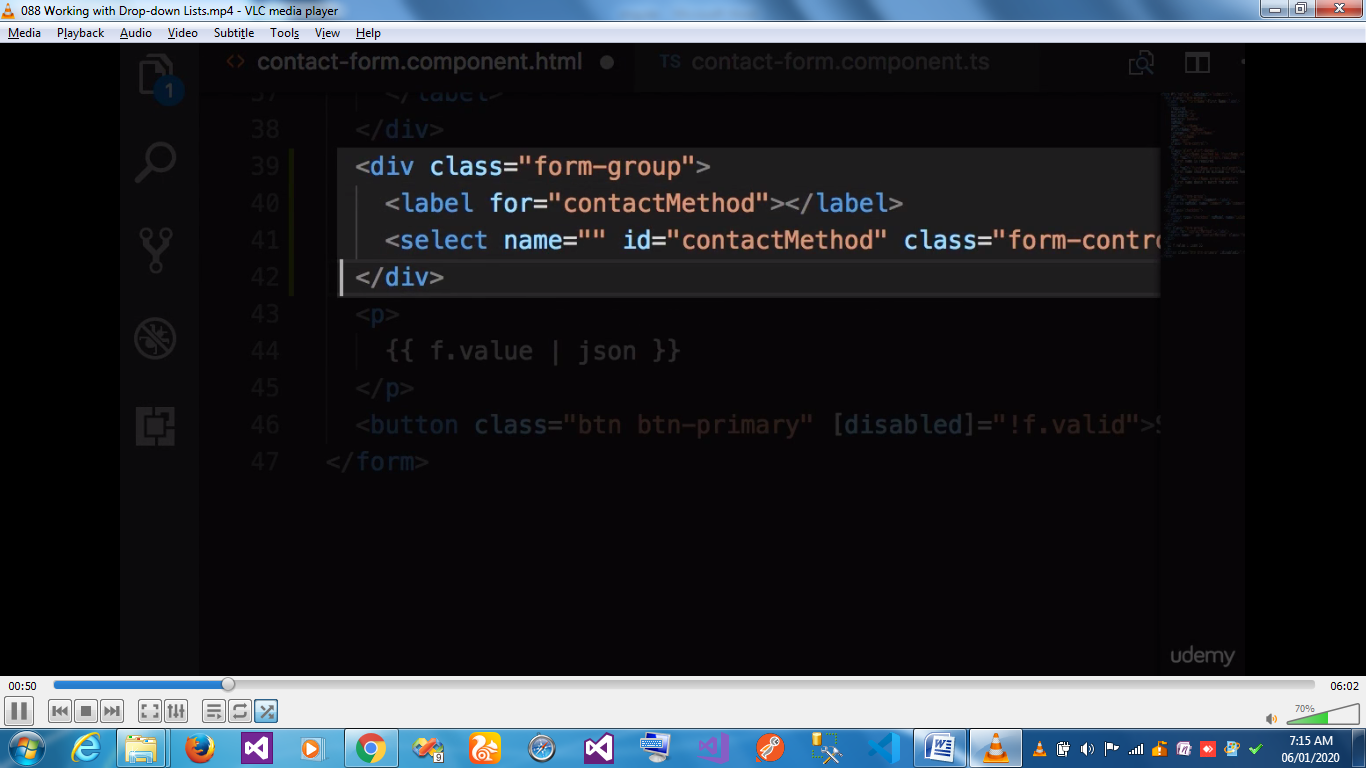 088 Working with Drop-down Lists.mp4 - VLC media player
Media Playback Audio Video Subtitle Tools View Help
1
<> contact-form.component.html
TS contact-form.component.ts
37 </label>
38 </div>
39 <div class="form-group">
40 <label for="contactMethod"></label>
41 <select name="" id="contactMethod" class="form-contro
42 </div>
43 <p>
44 {{ f.value | json }}
45 </p>
46 <button class="btn btn-primary" [disabled]="!f.valid">S
47 </form>
udemy
00:50
06:02
70%
9
7:15 AM
06/01/2020